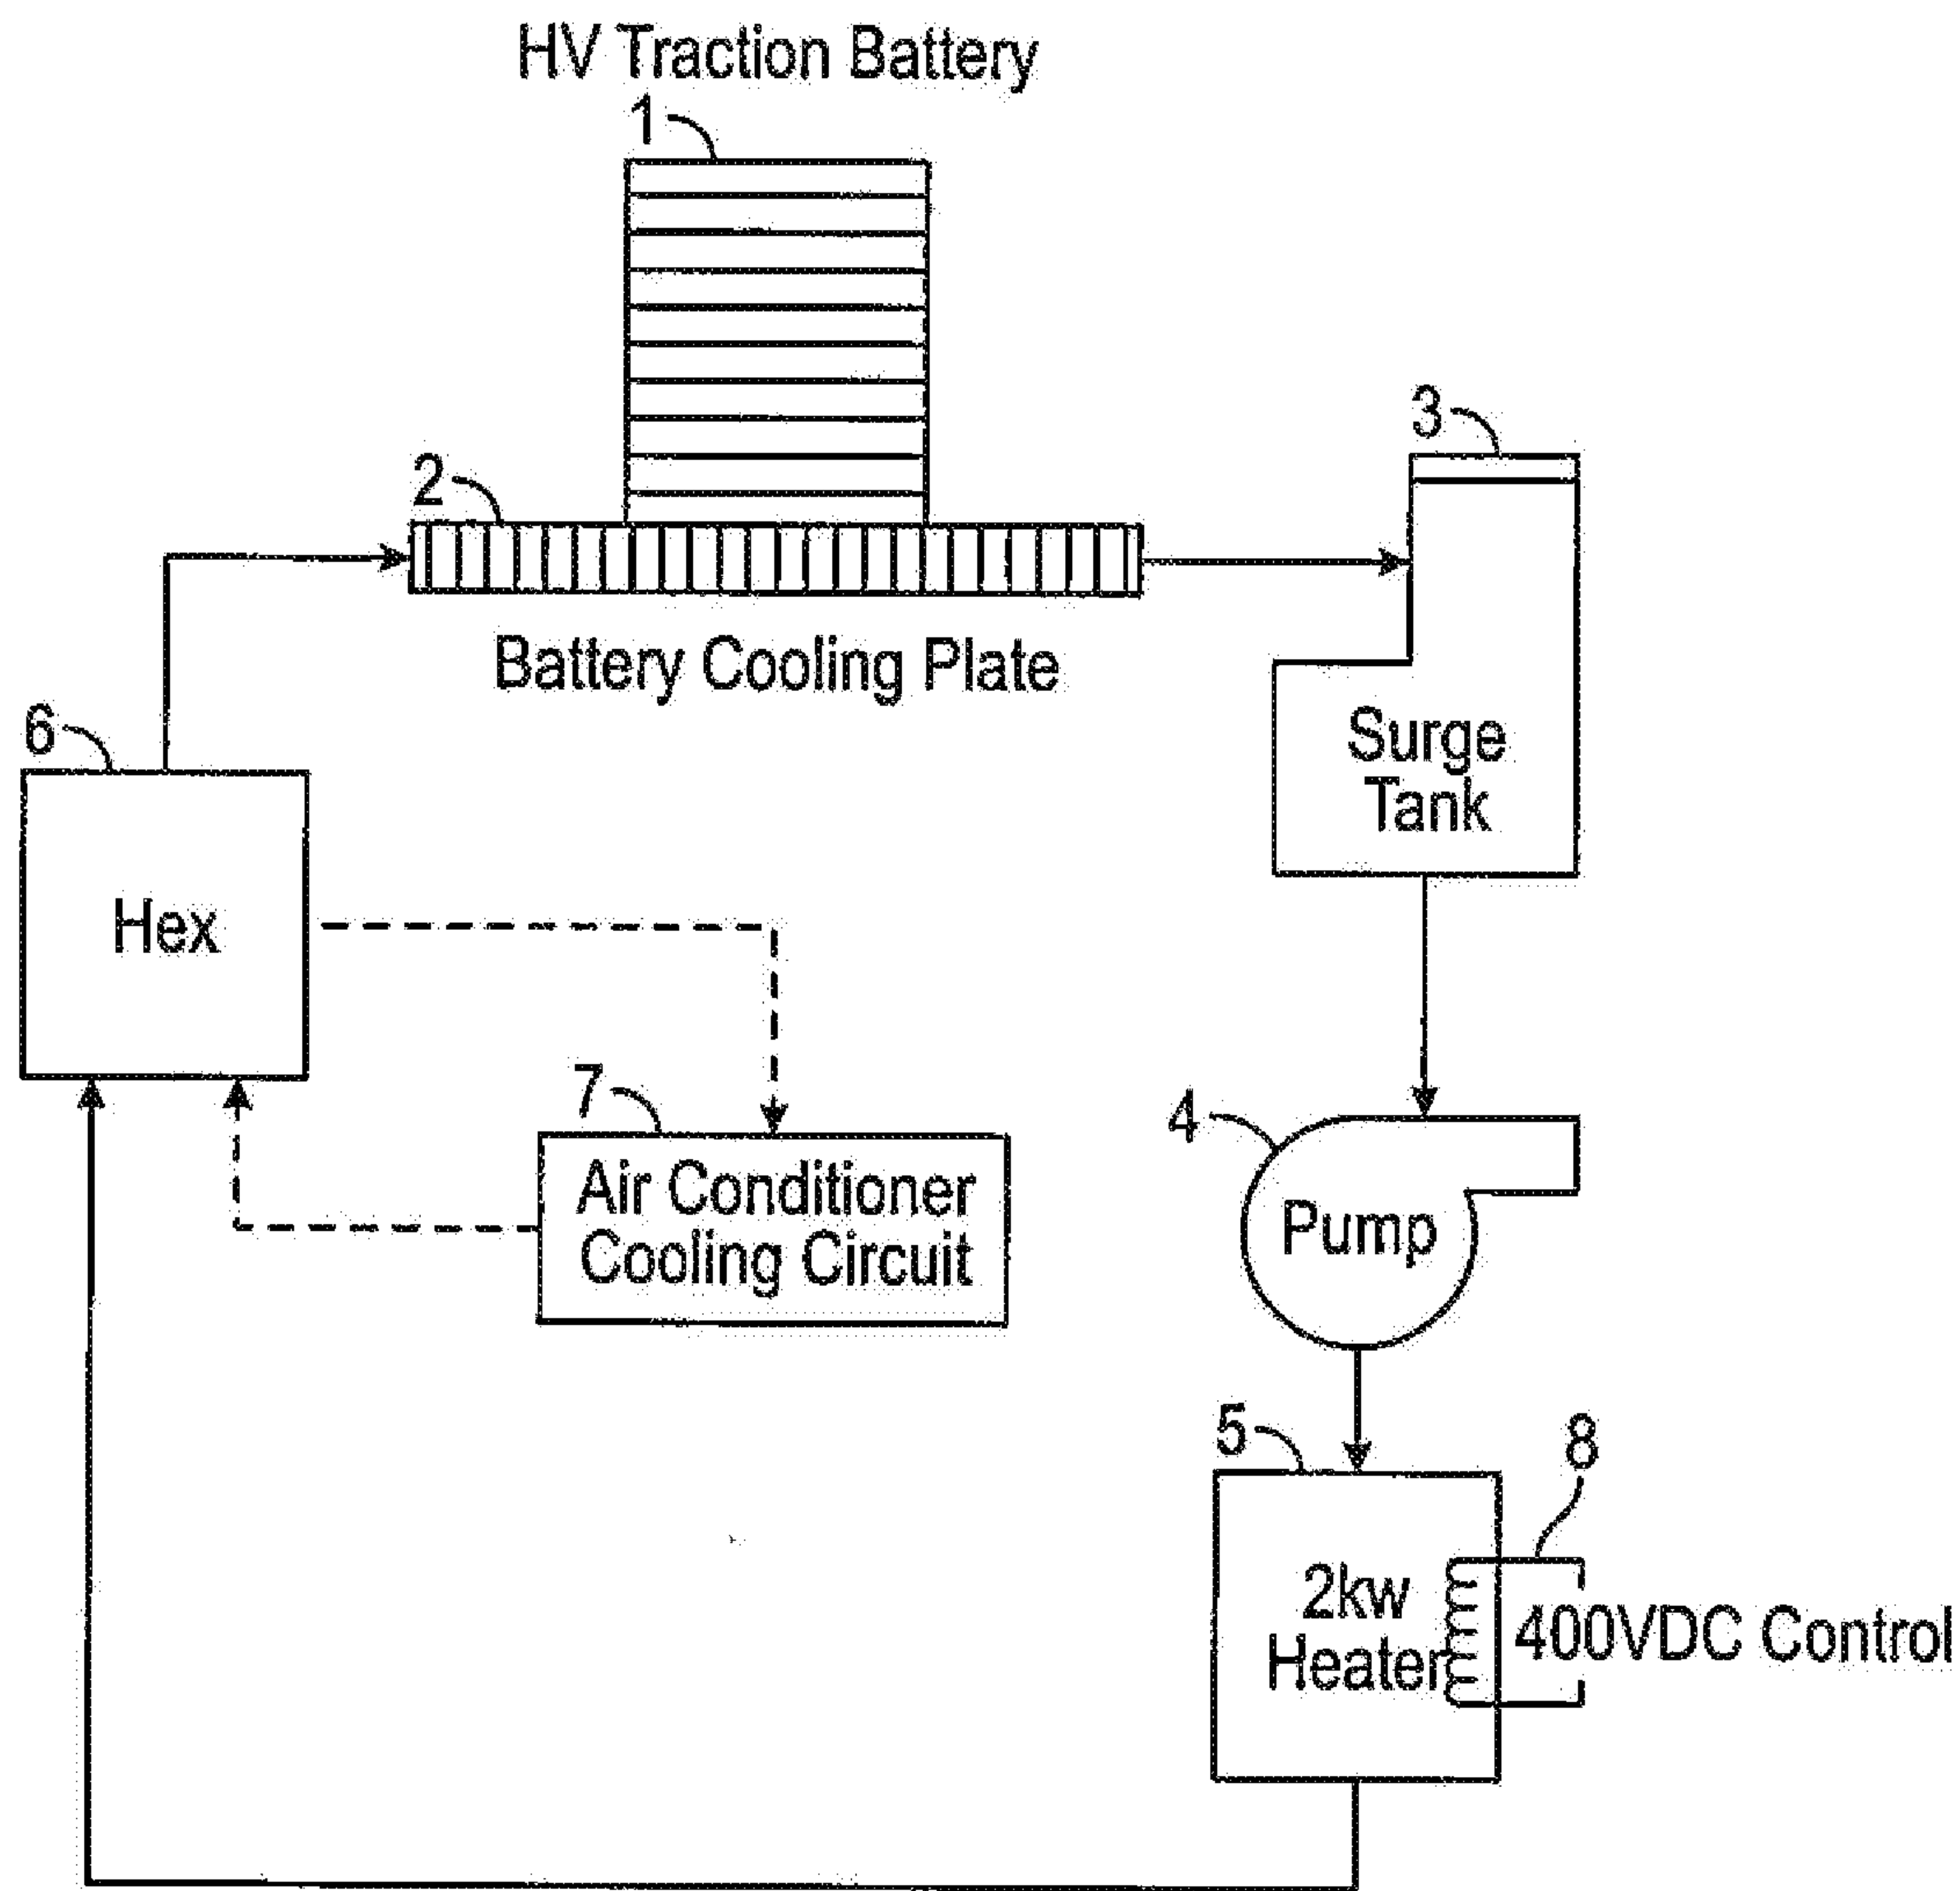 HV Traction Battery
1
2
3
Battery Cooling Plate
6
Surge
Tank
Hex
7
4
Air Conditioner
Cooling Circuit
Pump
5
8
2kw
Heater
400VDC Control